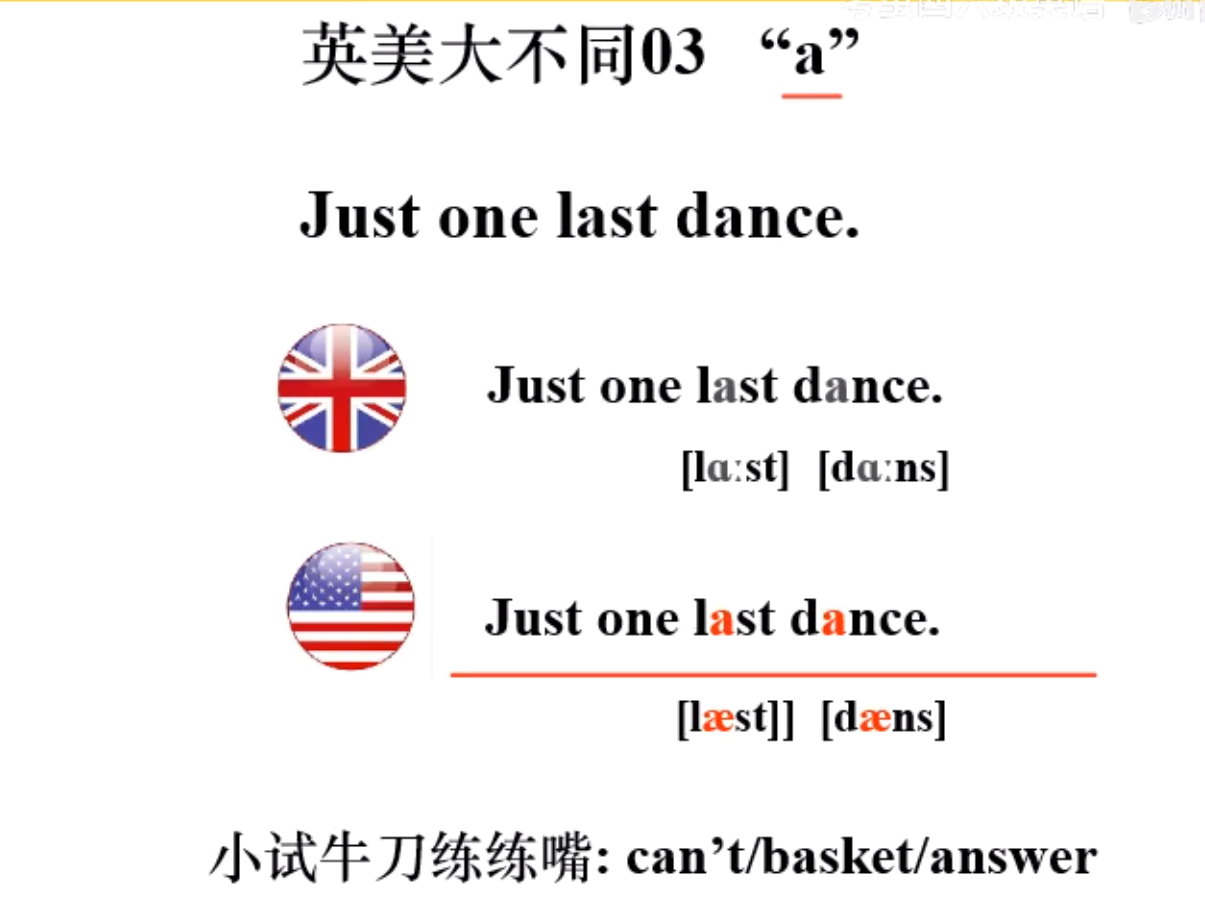 英美大不同03 “a”
Just one last dance.
Just one last dance.
[lɑːst] [dɑːns]
Just one last dance.
[læst]] [dæns]
小试牛刀练练嘴: can’t/basket/answer